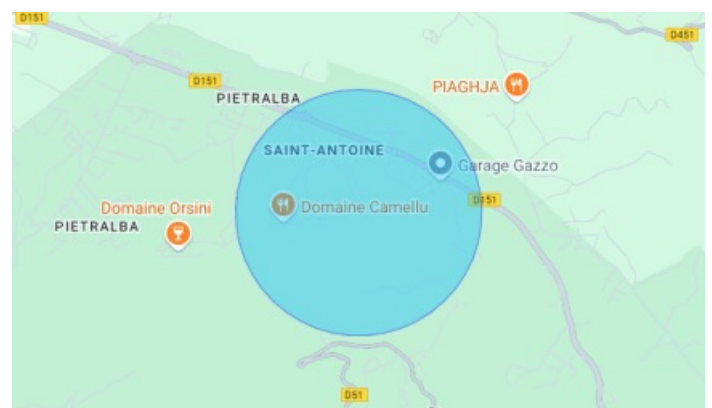 D151
D451
D151
PIAGHJA
PIETRALBA
SAINT-ANTOINE
Garage Gazzo
D151
Domaine Orsini
Domaine Camellu
PIETRALBA
D51